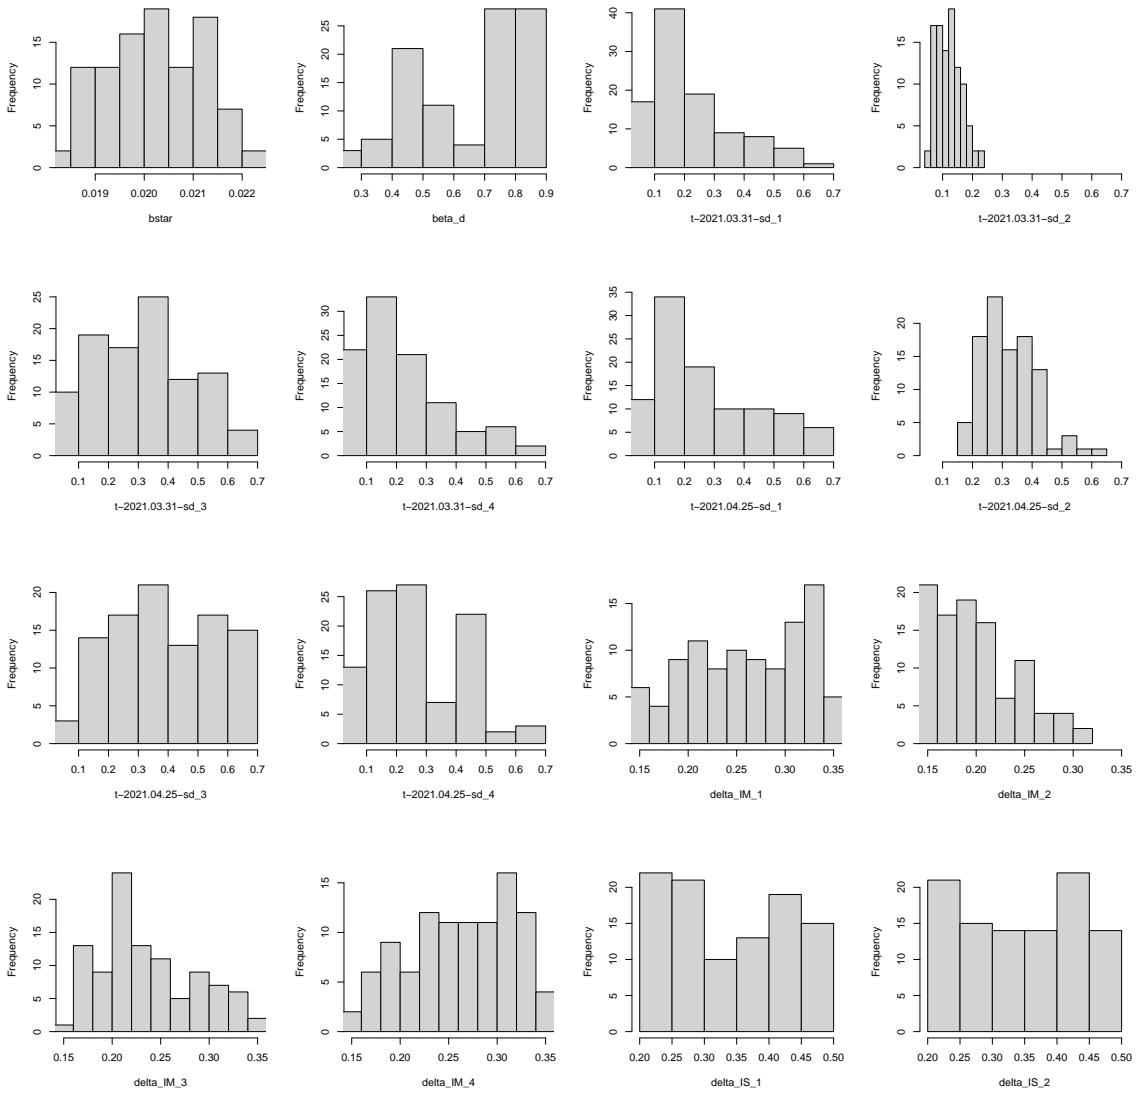 Frequency
0 5 10 15
0.019 0.020 0.021 0.022
bstar
Frequency
0 5 10 15 20 25
0.3 0.4 0.5 0.6 0.7 0.8 0.9
beta_d
Frequency
0 10 20 30 40
0.1 0.2 0.3 0.4 0.5 0.6 0.7
t−2021.03.31−sd_1
Frequency
0 5 10 15
0.1 0.2 0.3 0.4 0.5 0.6 0.7
t−2021.03.31−sd_2
Frequency
0 5 10 15 20 25
0.1 0.2 0.3 0.4 0.5 0.6 0.7
t−2021.03.31−sd_3
Frequency
0 5 10 15 20 25 30
0.1 0.2 0.3 0.4 0.5 0.6 0.7
t−2021.03.31−sd_4
Frequency
0 5 10 15 20 25 30 35
0.1 0.2 0.3 0.4 0.5 0.6 0.7
t−2021.04.25−sd_1
Frequency
0 5 10 15 20
0.1 0.2 0.3 0.4 0.5 0.6 0.7
t−2021.04.25−sd_2
Frequency
0 5 10 15 20
0.1 0.2 0.3 0.4 0.5 0.6 0.7
t−2021.04.25−sd_3
Frequency
0 5 10 15 20 25
0.1 0.2 0.3 0.4 0.5 0.6 0.7
t−2021.04.25−sd_4
Frequency
0 5 10 15
0.15 0.20 0.25 0.30 0.35
delta_IM_1
Frequency
0 5 10 15 20
0.15 0.20 0.25 0.30 0.35
delta_IM_2
Frequency
0 5 10 15 20
0.15 0.20 0.25 0.30 0.35
delta_IM_3
Frequency
0 5 10 15
0.15 0.20 0.25 0.30 0.35
delta_IM_4
Frequency
0 5 10 15 20
0.20 0.25 0.30 0.35 0.40 0.45 0.50
delta_IS_1
Frequency
0 5 10 15 20
0.20 0.25 0.30 0.35 0.40 0.45 0.50
delta_IS_2